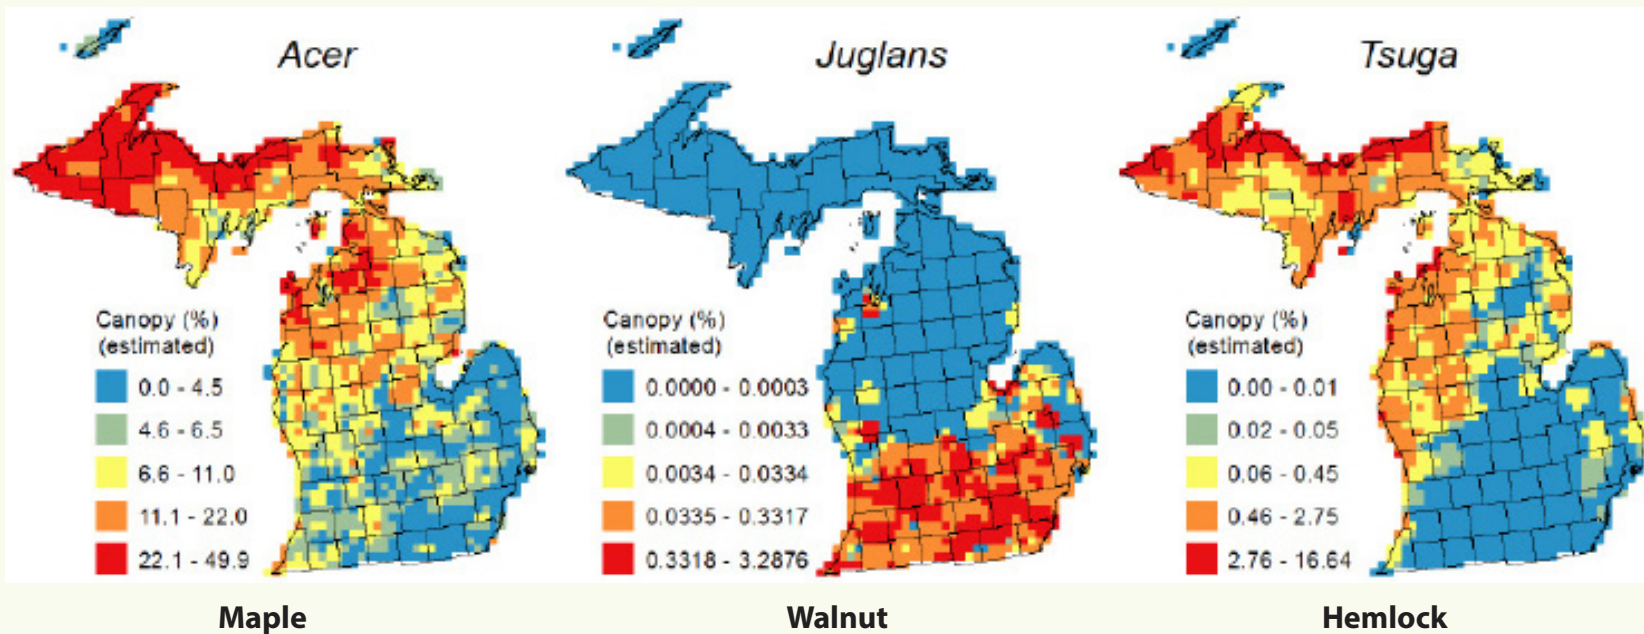 Acer
Canopy (%)
(estimated)
0.0 - 4.5
4.6 - 6.5
6.6 - 11.0
11.1 - 22.0
22.1 - 49.9
Maple
Juglans
Canopy (%)
(estimated)
0.0000 - 0.0003
0.0004 - 0.0033
0.0034 - 0.0334
0.0335 - 0.3317
0.3318 - 3.2876
Walnut
Tsuga
Canopy (%)
(estimated)
0.00 - 0.01
0.02 - 0.05
0.06 - 0.45
0.46 - 2.75
2.76 - 16.64
Hemlock